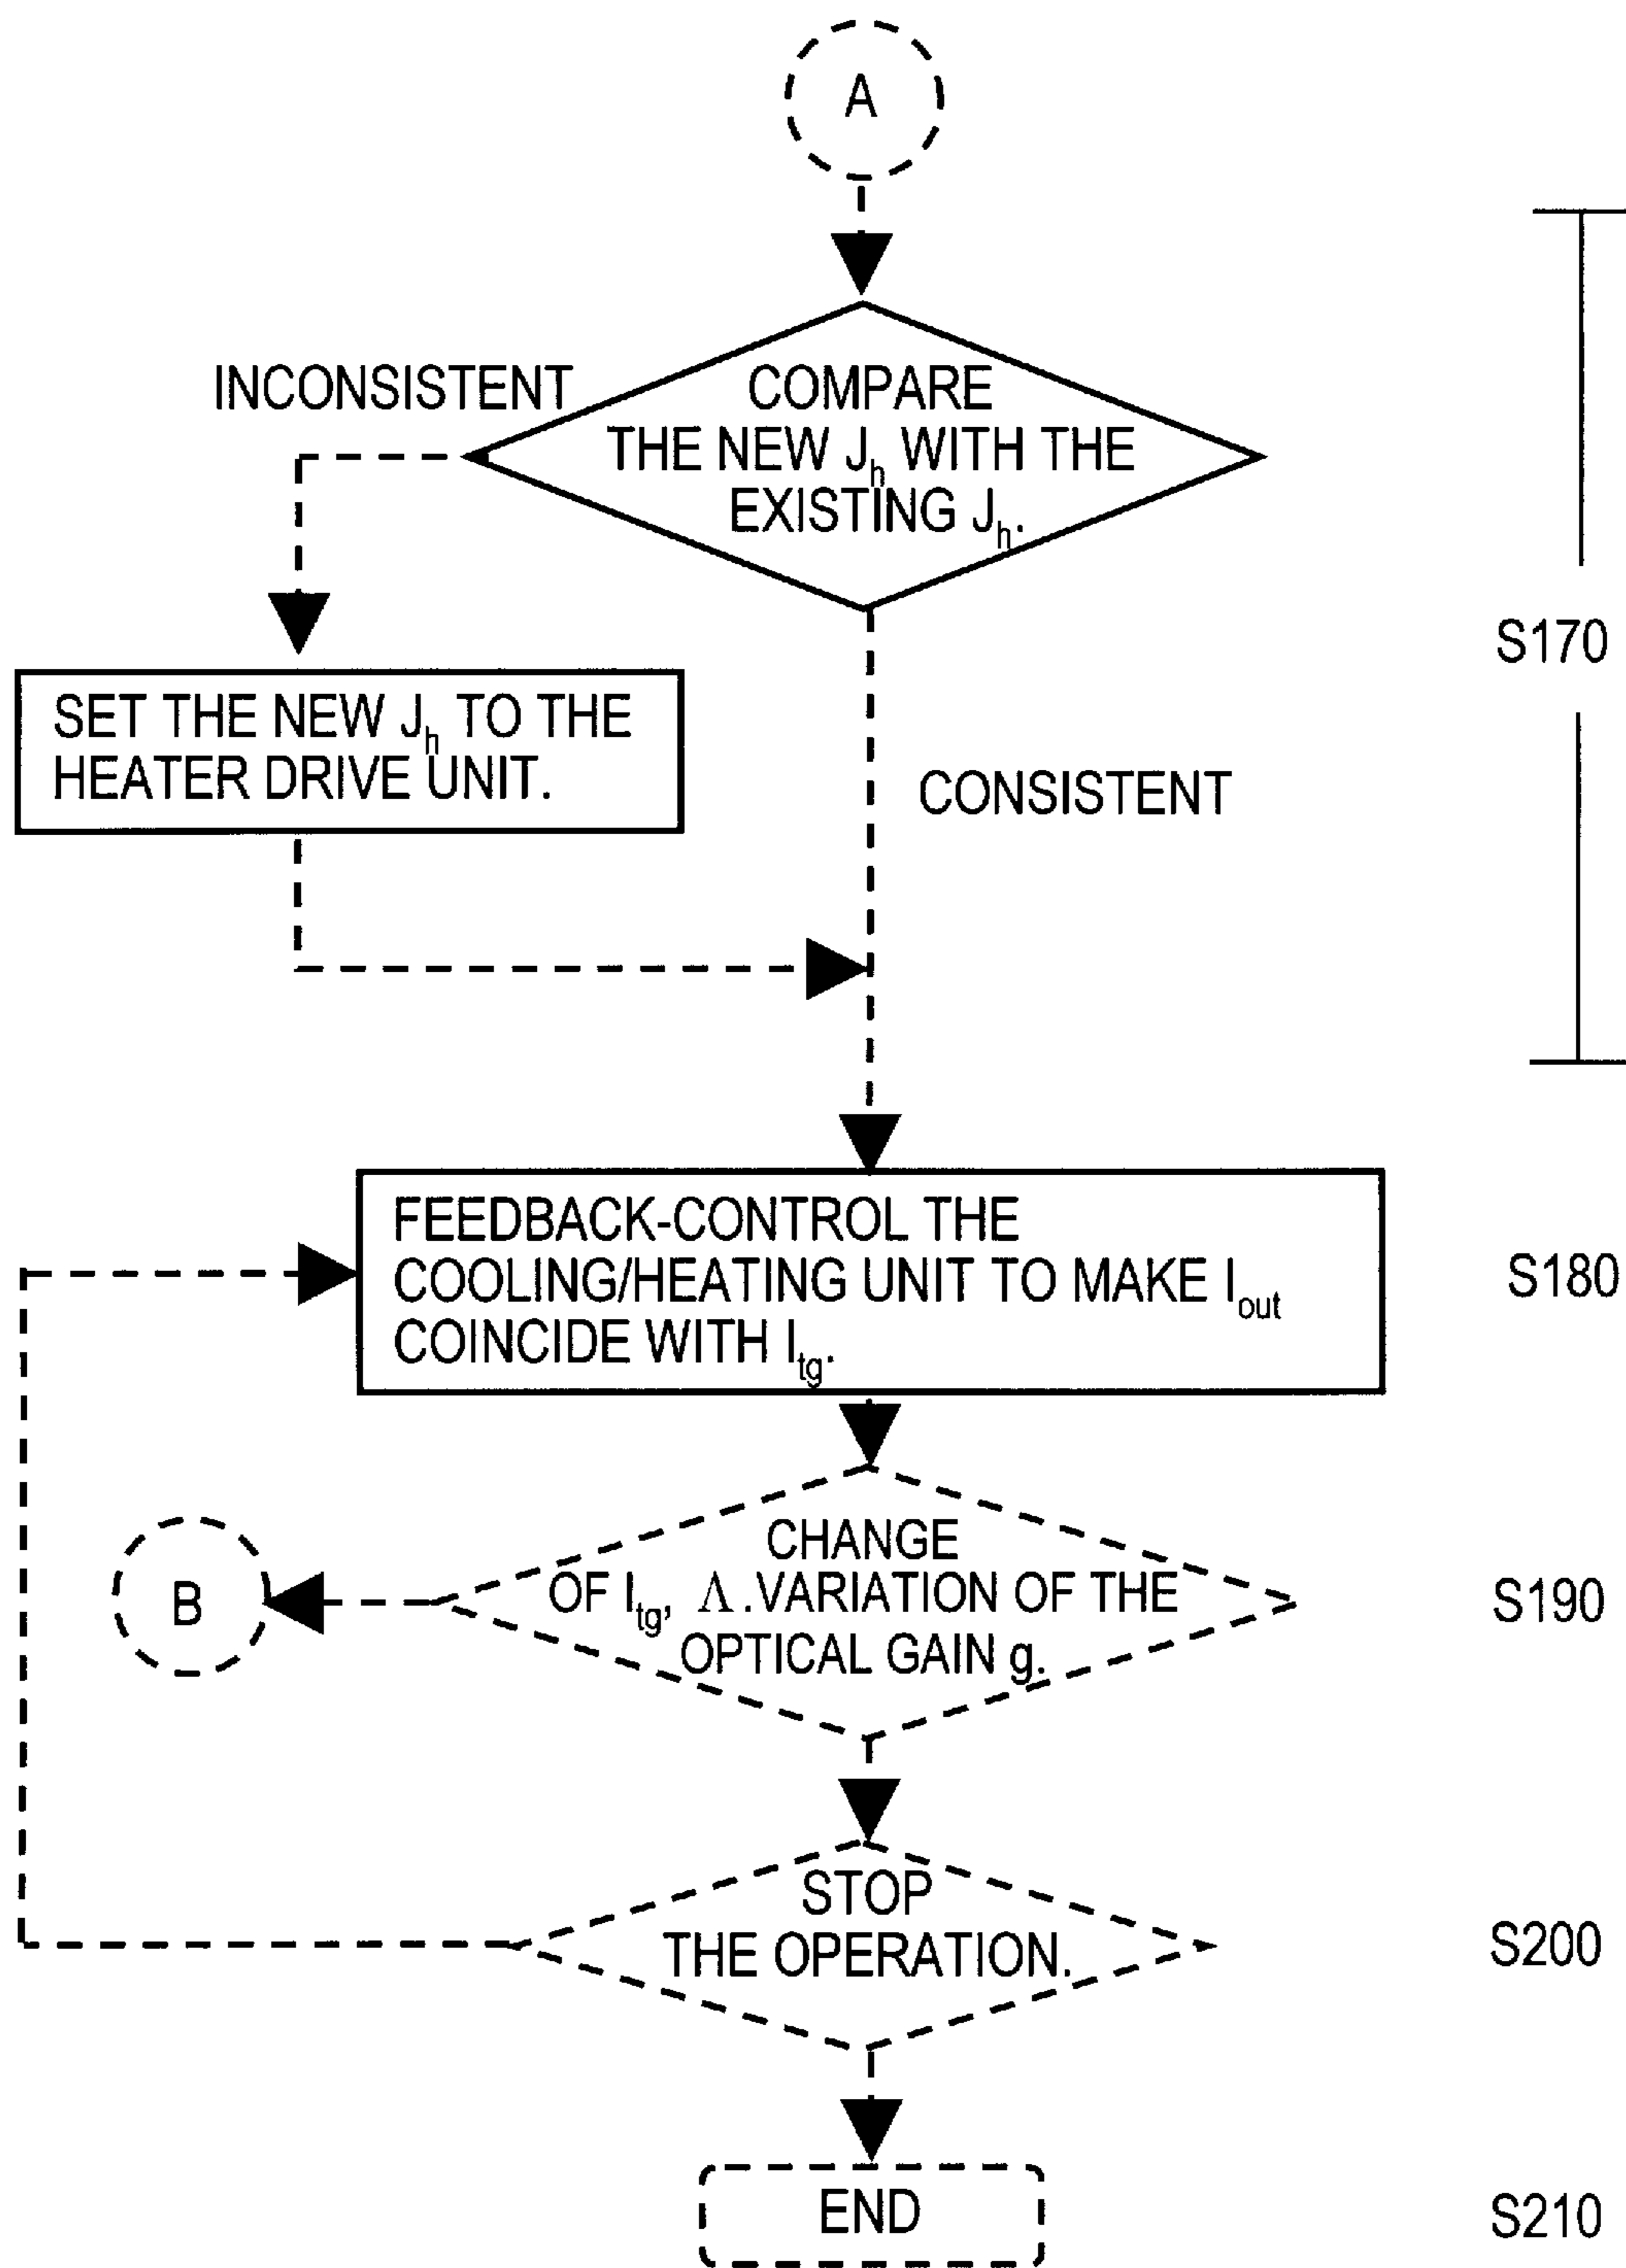 A
INCONSISTENT
COMPARE
THE NEW Jh WITH THE
EXISTING Jh.
S170
SET THE NEW Jh TO THE
HEATER DRIVE UNIT.
CONSISTENT
FEEDBACK-CONTROL THE
COOLING/HEATING UNIT TO MAKE Iout
COINCIDE WITH Itg.
S180
CHANGE
OF Itg, Λ.VARIATION OF THE
OPTICAL GAIN g.
B
S190
STOP
THE OPERATION.
S200
END
S210